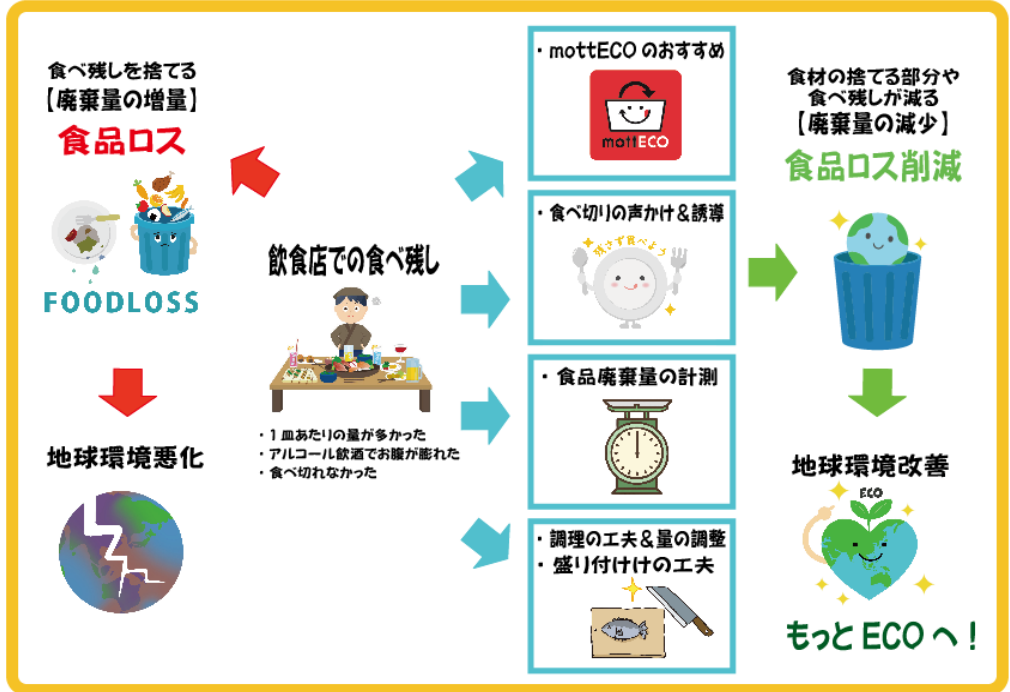 食べ残しを捨てる
【廃棄量の増量】
食品ロス
FOODLOSS
地球環境悪化
飲食店での食べ残し
・1皿あたりの量が多かった
・アルコール飲酒でお腹が膨れた
・食べ切れなかった
・mottECOのおすすめ
mottECO
・食べ切りの声かけ&誘導
残さず食べよう
・食品廃棄量の計測
・調理の工夫&量の調整
・盛り付けけの工夫
食材の捨てる部分や
食べ残しが減る
【廃棄量の減少】
食品ロス削減
地球環境改善
ECO
もっとECOへ!